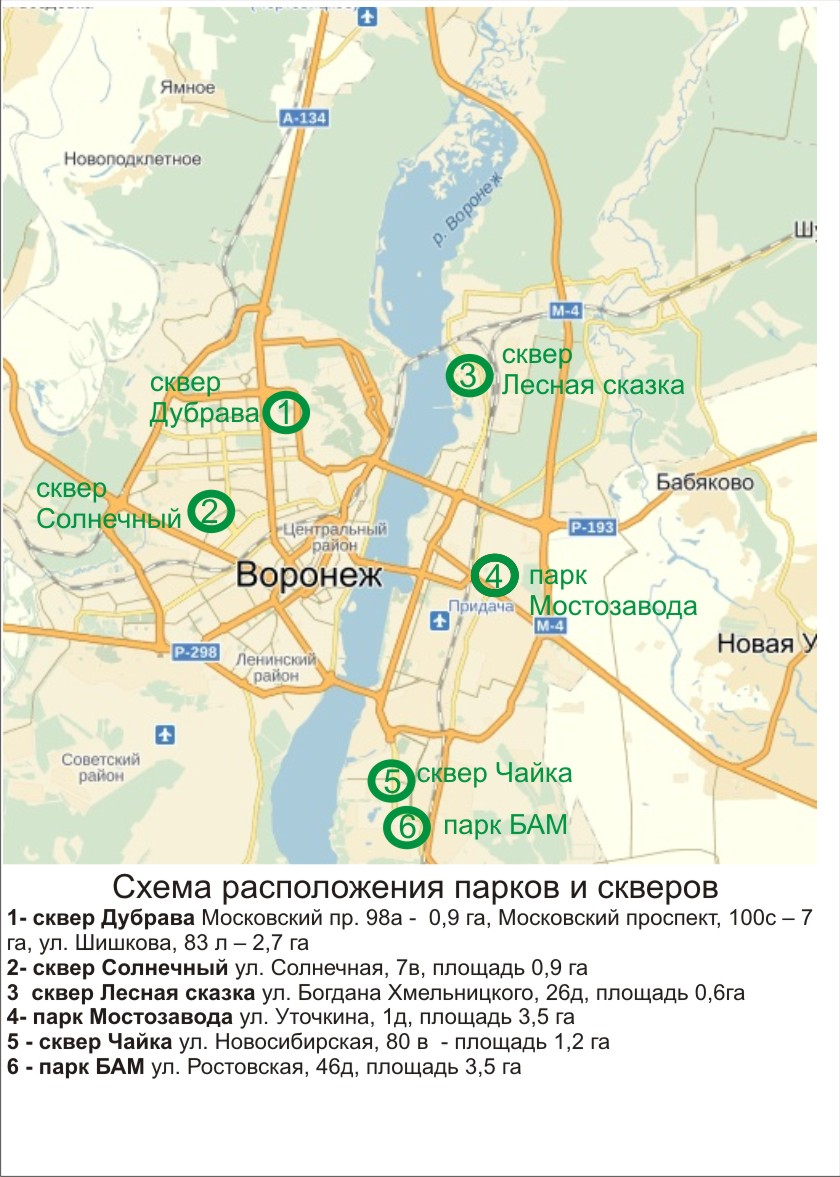 Ямное
А-134
Новоподклетное
р. Воронеж
М-4
сквер
Лесная сказка
3
сквер
Дубрава
1
сквер
Солнечный
2
Бабяково
Р-193
Центральный
район
Воронеж
4
парк
Мостозавода
Придача
М-4
Новая У
Р-298
Ленинский
район
Советский
район
5
сквер Чайка
6
парк БАМ
Схема расположения парков и скверов
1- сквер Дубрава Московский пр. 98а - 0,9 га, Московский проспект, 100с – 7
га, ул. Шишкова, 83 л – 2,7 га
2- сквер Солнечный ул. Солнечная, 7в, площадь 0,9 га
3 сквер Лесная сказка ул. Богдана Хмельницкого, 26д, площадь 0,6га
4- парк Мостозавода ул. Уточкина, 1д, площадь 3,5 га
5 - сквер Чайка ул. Новосибирская, 80 в - площадь 1,2 га
6 - парк БАМ ул. Ростовская, 46д, площадь 3,5 га